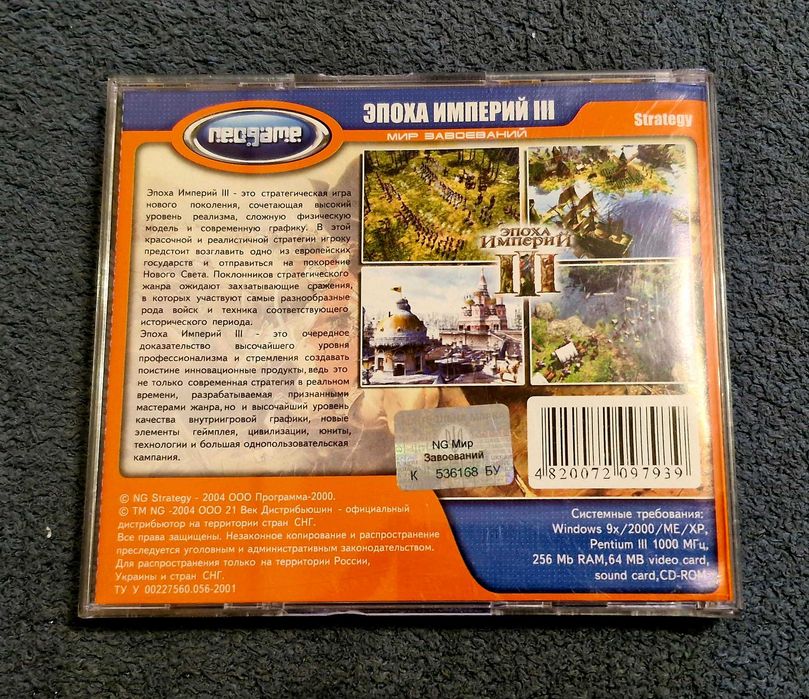 neogame
ЭПОХА ИМПЕРИЙ III
МИР ЗАВОЕВАНИЙ
Strategy
Эпоха Империй III - это стратегическая игра
нового поколения, сочетающая высокий
уровень реализма, сложную физическую
модель и современную графику. В этой
красочной и реалистичной стратегии игроку
предстоит возглавить одно из европейских
государств и отправиться на покорение
Нового Света. Поклонников стратегического
жанра ожидают захватывающие сражения,
в которых участвуют самые разнообразные
рода войск и техника соответствующего
исторического периода.
Эпоха Империй III - это очередное
доказательство высочайшего уровня
профессионализма и стремления создавать
поистине инновационные продукты,ведь это
не только современная стратегия в реальном
времени, разрабатываемая признанными
мастерами жанра,но и высочайший уровень
качества внутриигровой графики, новые
элементы геймплея, цивилизации, юниты,
технологии и большая однопользовательская
кампания.
ЭПОХА
ИМПЕРИЙ
III
NG Мир
Завоеваний
К 536168 БУ
4 820072 097939
© NG Strategy - 2004 ООО Программа-2000.
© TM NG -2004 ООО 21 Век Дистрибьюшин - официальный
дистрибьютор на территории стран СНГ.
Все права защищены. Незаконное копирование и распространение
преследуется уголовным и административным законодательством.
Для распространения только на территории России,
Украины и стран СНГ.
ТУ У 00227560.056-2001
Системные требования:
Windows 9x/2000/ME/XP,
Pentium III 1000 МГц,
256 Mb RAM,64 MB video card,
sound card,CD-ROM